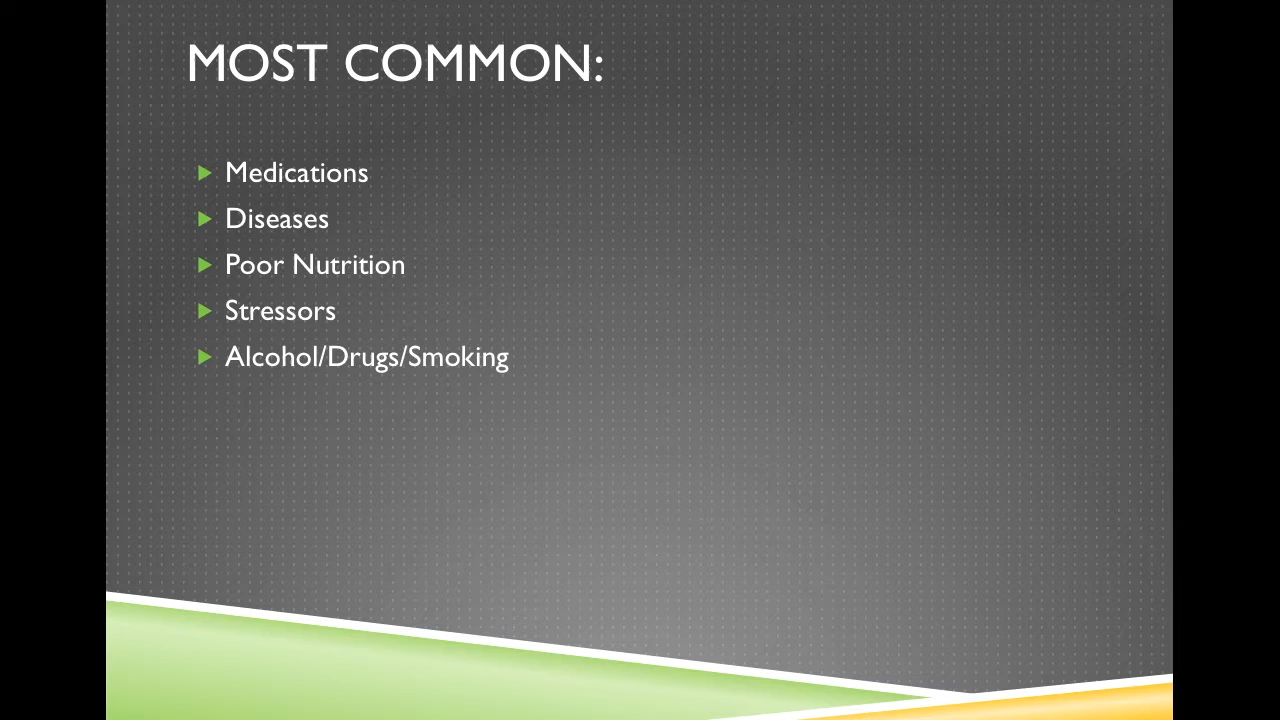 MOST COMMON:
Medications
Diseases
Poor Nutrition
Stressors
Alcohol/Drugs/Smoking